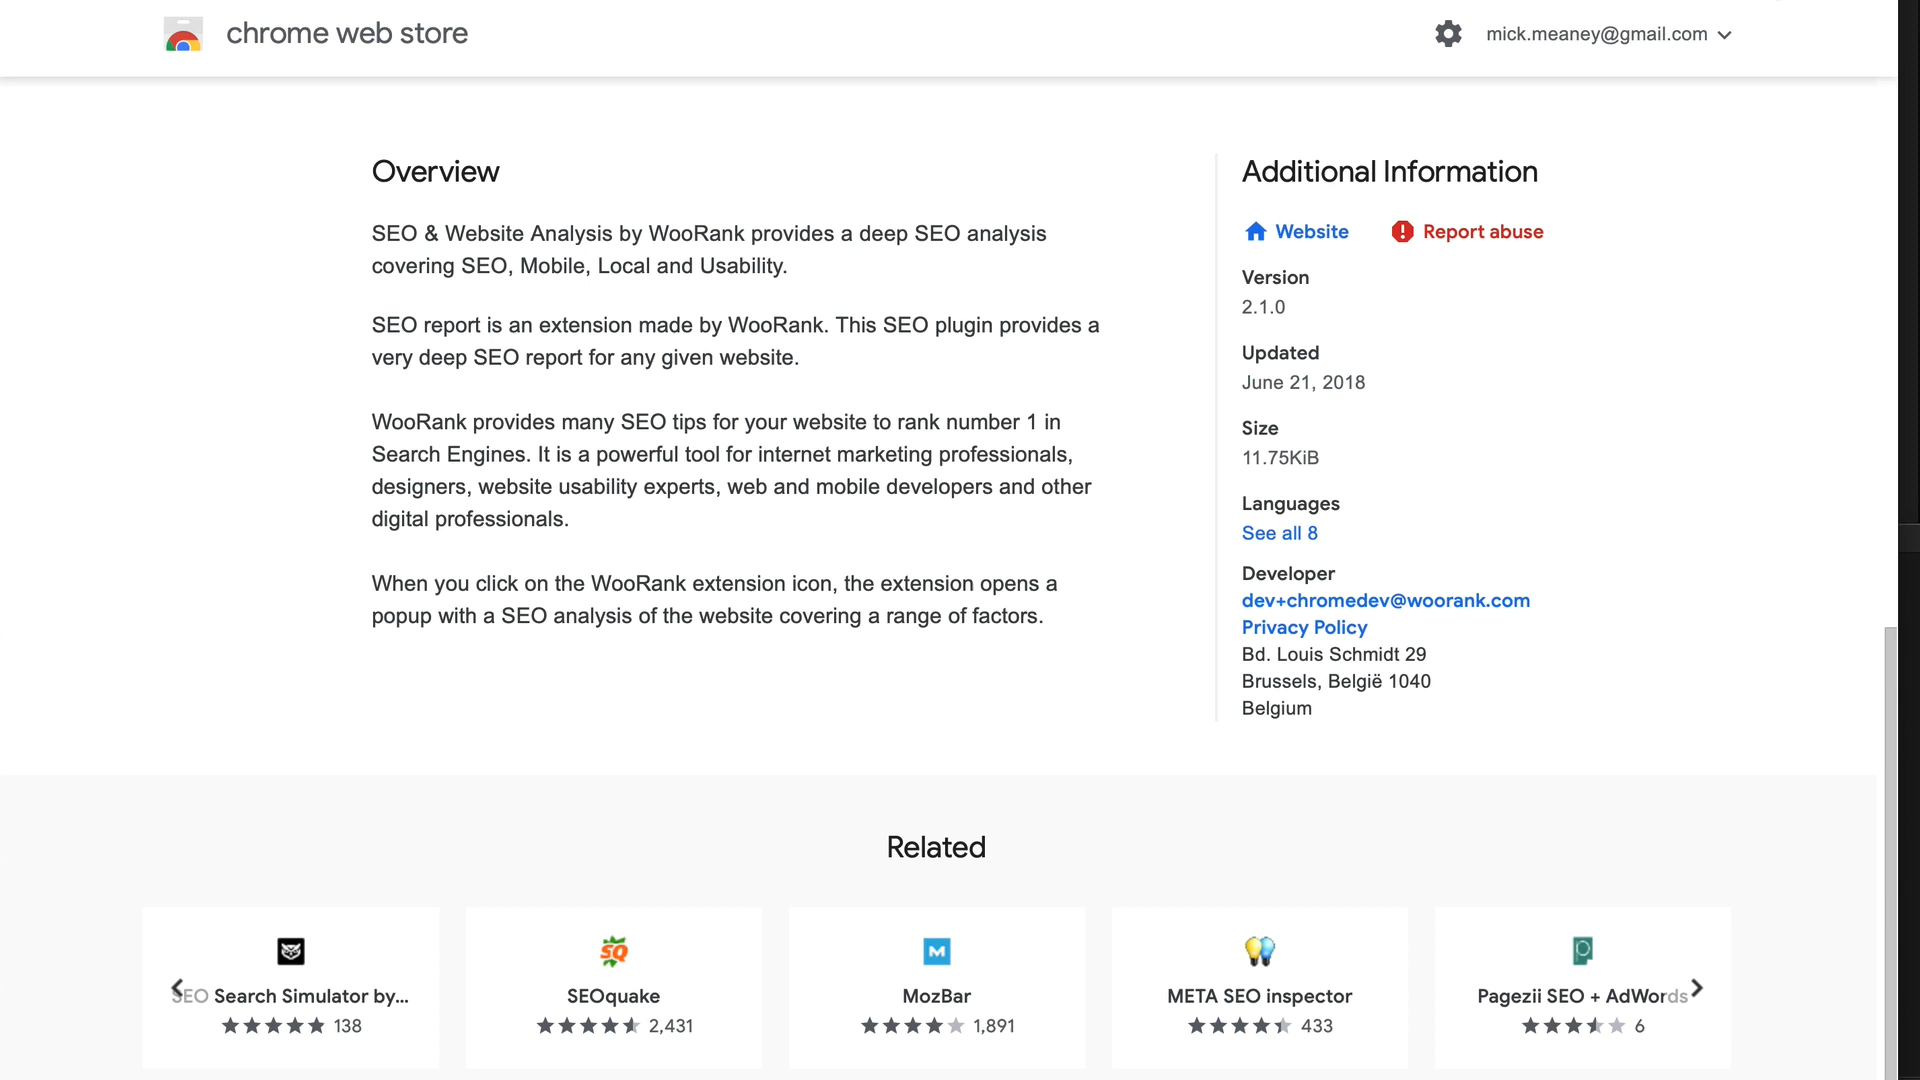 chrome web store
mick.meaney@gmail.com
Overview
SEO & Website Analysis by WooRank provides a deep SEO analysis
covering SEO, Mobile, Local and Usability.
SEO report is an extension made by WooRank. This SEO plugin provides a
very deep SEO report for any given website.
WooRank provides many SEO tips for your website to rank number 1 in
Search Engines. It is a powerful tool for internet marketing professionals,
designers, website usability experts, web and mobile developers and other
digital professionals.
When you click on the WooRank extension icon, the extension opens a
popup with a SEO analysis of the website covering a range of factors.
Additional Information
Website
Report abuse
Version
2.1.0
Updated
June 21, 2018
Size
11.75KiB
Languages
See all 8
Developer
dev+chromedev@woorank.com
Privacy Policy
Bd. Louis Schmidt 29
Brussels, België 1040
Belgium
Related
SEO Search Simulator by...
138
SQ
SEOquake
2,431
M
MozBar
1,891
META SEO inspector
433
P
Pagezii SEO + AdWords
6